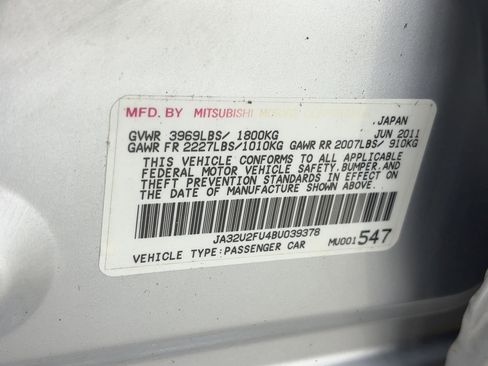 MFD. BY MITSUBISHI MOTORS CORPORATION, JAPAN
GVWR 3969LBS/ 1800KG JUN 2011
GAWR FR 2227LBS/1010KG GAWR RR 2007LBS/ 910KG
THIS VEHICLE CONFORMS TO ALL APPLICABLE
FEDERAL MOTOR VEHICLE SAFETY,BUMPER,AND
THEFT PREVENTION STANDARDS IN EFFECT ON
THE DATE OF MANUFACTURE SHOWN ABOVE.
JA32U2FU4BU039378
VEHICLE TYPE:PASSENGER CAR MU001547